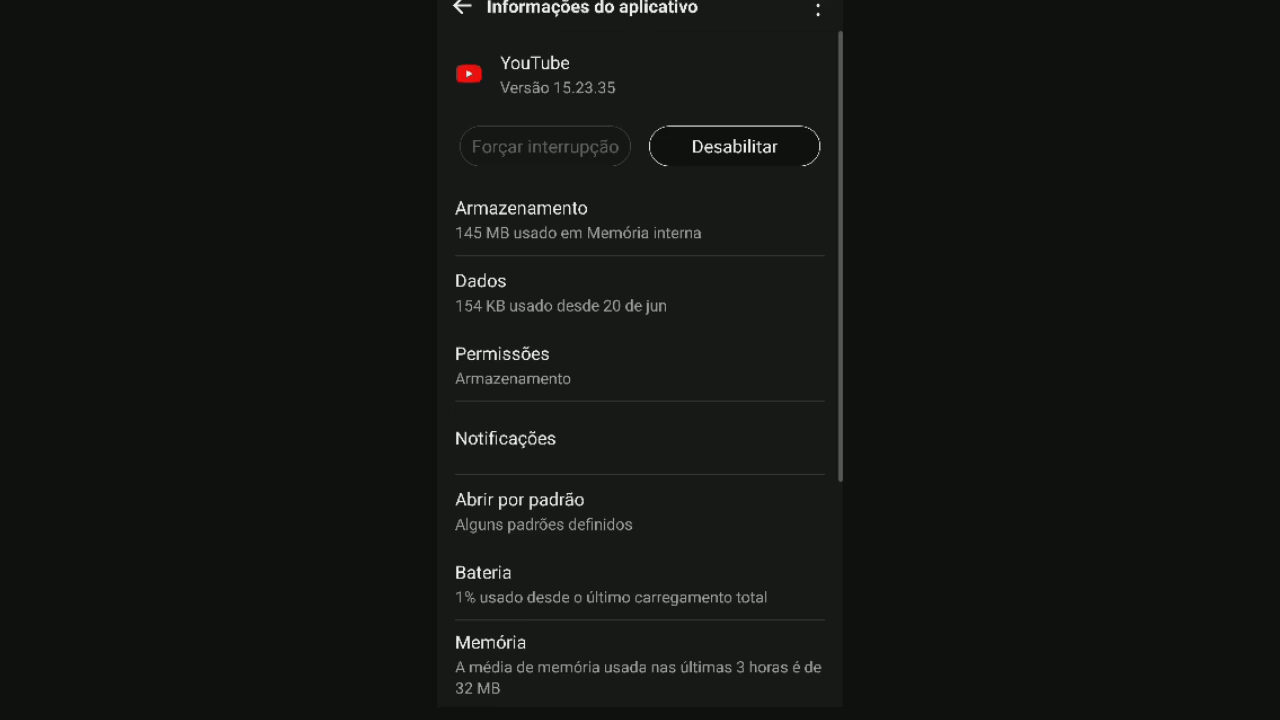 Informações do aplicativo
YouTube
Versão 15.23.35
Forçar interrupção
Desabilitar
Armazenamento
145 MB usado em Memória interna
Dados
154 KB usado desde 20 de jun
Permissões
Armazenamento
Notificações
Abrir por padrão
Alguns padrões definidos
Bateria
1% usado desde o último carregamento total
Memória
A média de memória usada nas últimas 3 horas é de
32 MB